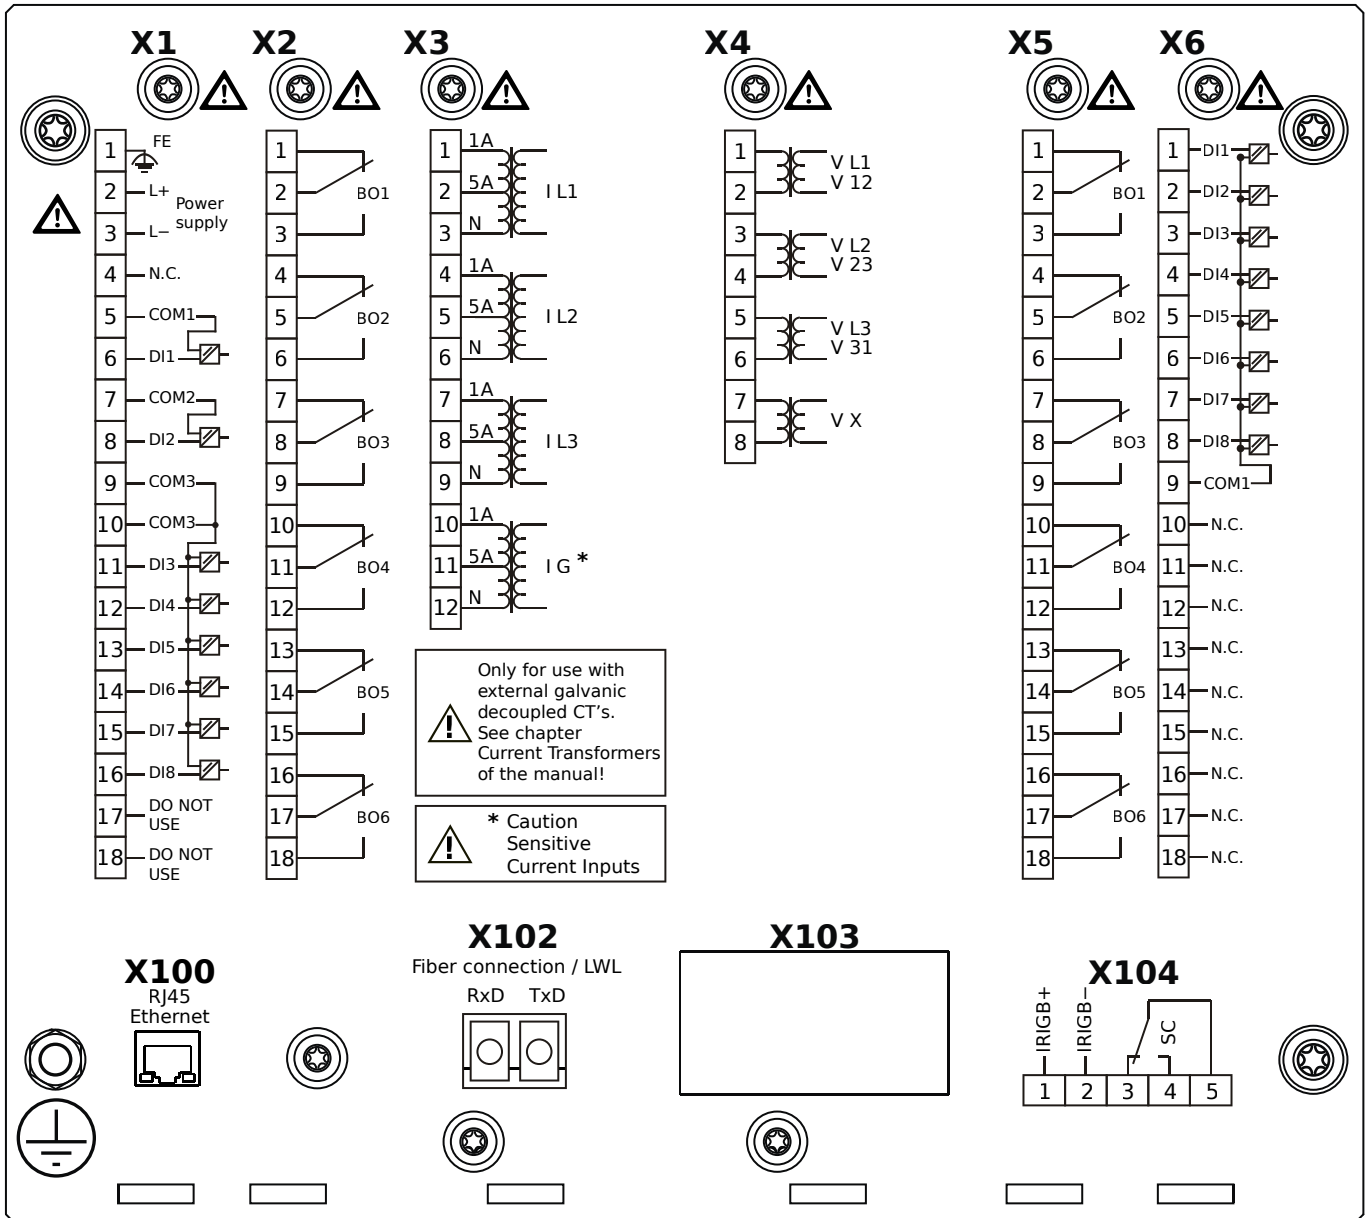 X1
X2
X3
X4
X5
X6
1 FE
2 L+
Power
supply
3 L−
4 N.C.
5 COM1
6 DI1
7 COM2
8 DI2
9 COM3
10 COM3
11 DI3
12 DI4
13 DI5
14 DI6
15 DI7
16 DI8
17 DO NOT
USE
18 DO NOT
USE
1
2 BO1
3
4
5 BO2
6
7
8 BO3
9
10
11 BO4
12
13
14 BO5
15
16
17 BO6
18
1 1A
2 5A I L1
3 N
4 1A
5 5A I L2
6 N
7 1A
8 5A I L3
9 N
10 1A
11 5A I G *
12 N
Only for use with
external galvanic
decoupled CT's.
See chapter
Current Transformers
of the manual!
* Caution
Sensitive
Current Inputs
1 V L1
2 V 12
3 V L2
4 V 23
5 V L3
6 V 31
7 V X
8
1
2 BO1
3
4
5 BO2
6
7
8 BO3
9
10
11 BO4
12
13
14 BO5
15
16
17 BO6
18
1 DI1
2 DI2
3 DI3
4 DI4
5 DI5
6 DI6
7 DI7
8 DI8
9 COM1
10 N.C.
11 N.C.
12 N.C.
13 N.C.
14 N.C.
15 N.C.
16 N.C.
17 N.C.
18 N.C.
X100
RJ45
Ethernet
X102
Fiber connection / LWL
RxD TxD
X103
X104
IRIGB+
IRIGB−
SC
1 2 3 4 5